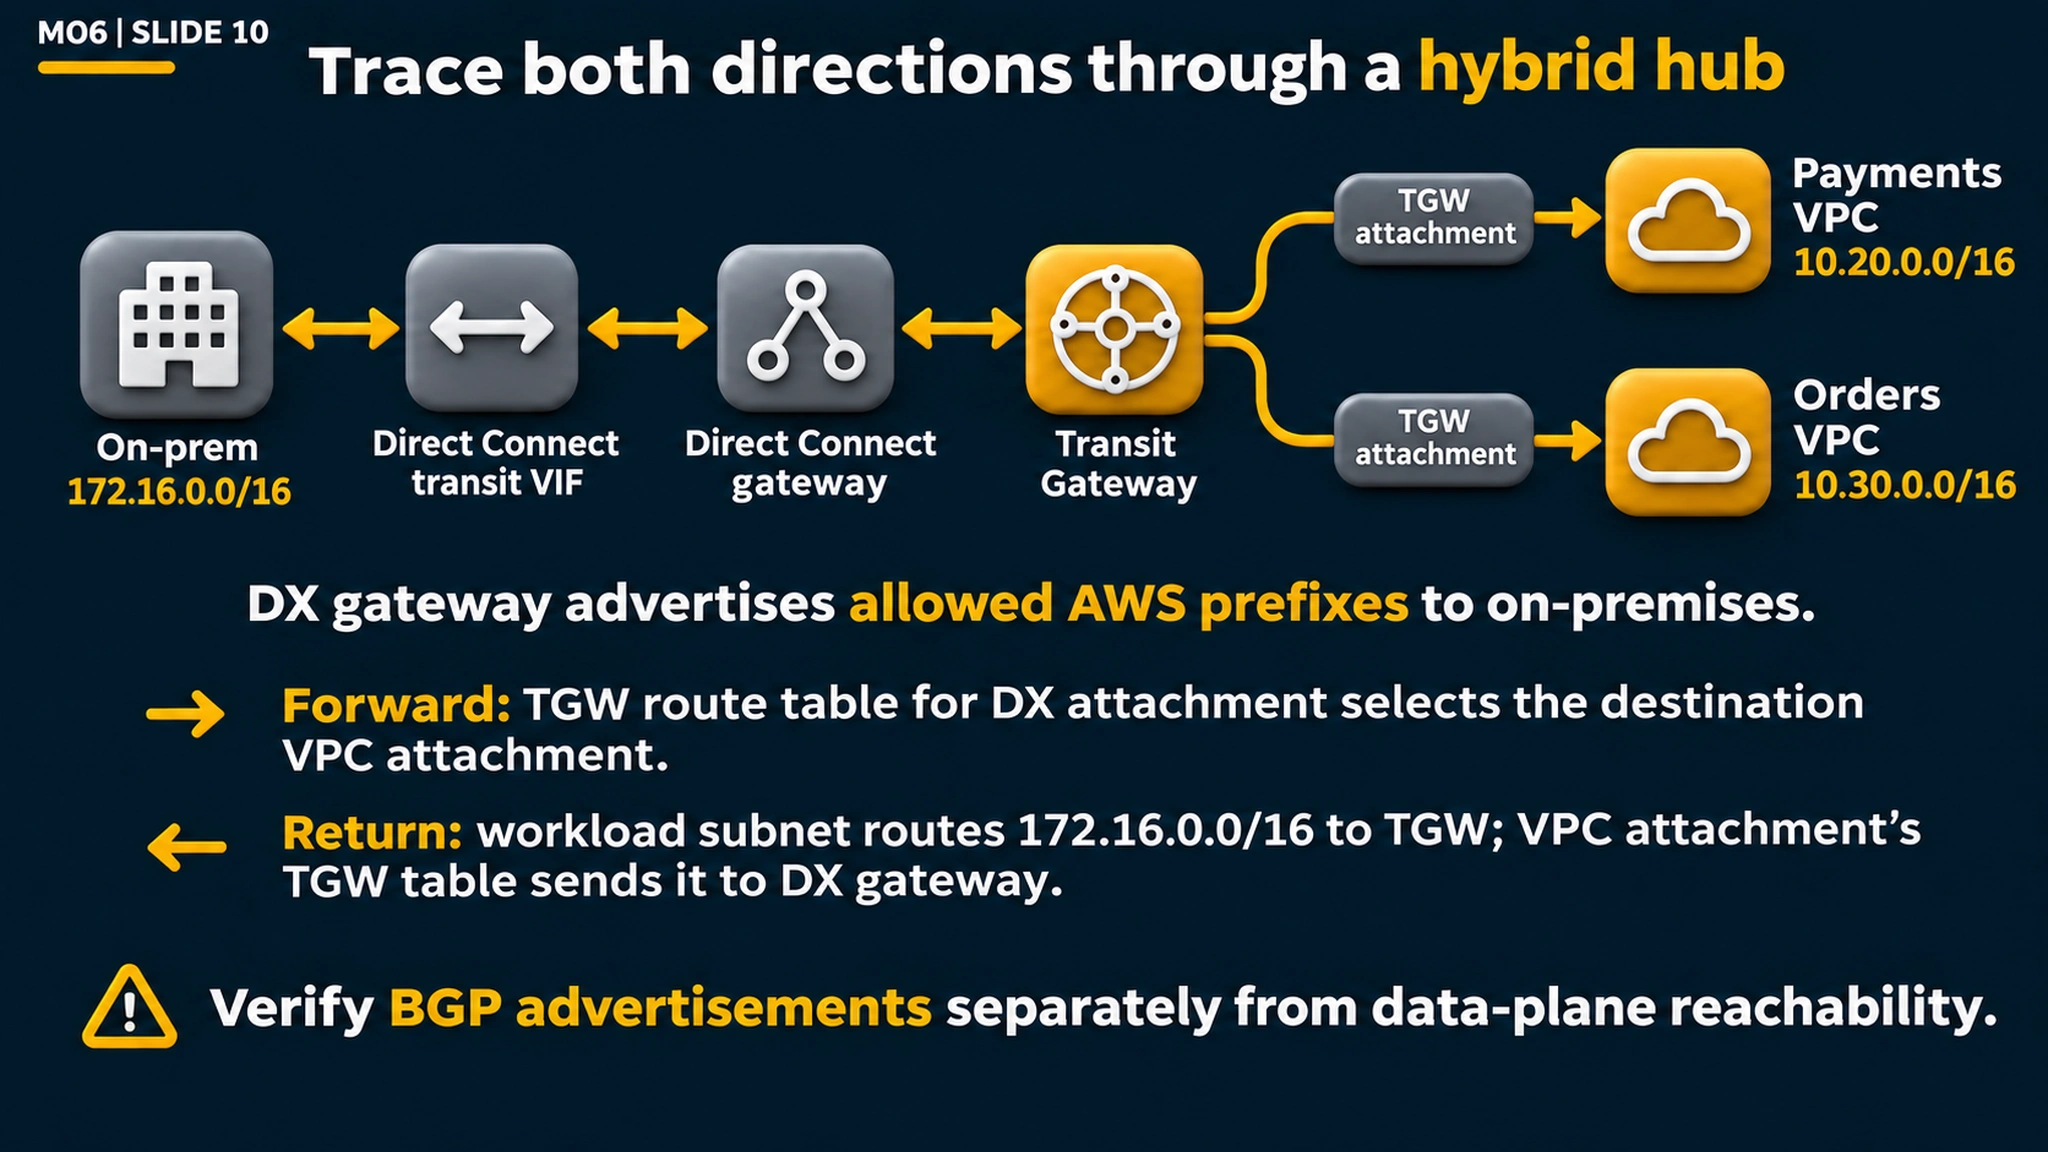 M06 | SLIDE 10
Trace both directions through a hybrid hub
On-prem
172.16.0.0/16
Direct Connect
transit VIF
Direct Connect
gateway
Transit
Gateway
TGW
attachment
Payments
VPC
10.20.0.0/16
TGW
attachment
Orders
VPC
10.30.0.0/16
DX gateway advertises allowed AWS prefixes to on-premises.
Forward: TGW route table for DX attachment selects the destination
VPC attachment.
Return: workload subnet routes 172.16.0.0/16 to TGW; VPC attachment’s
TGW table sends it to DX gateway.
Verify BGP advertisements separately from data-plane reachability.